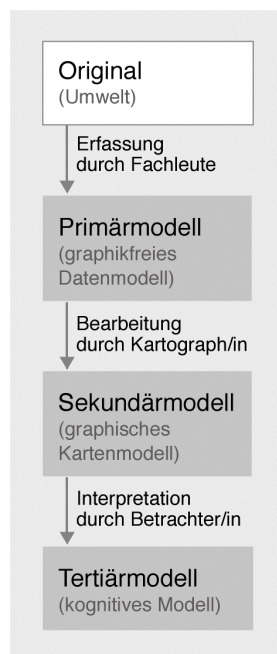 Original
(Umwelt)
Erfassung
durch Fachleute
Primärmodell
(graphikfreies
Datenmodell)
Bearbeitung
durch Kartograph/in
Sekundärmodell
(graphisches
Kartenmodell)
Interpretation
durch Betrachter/in
Tertiärmodell
(kognitives Modell)